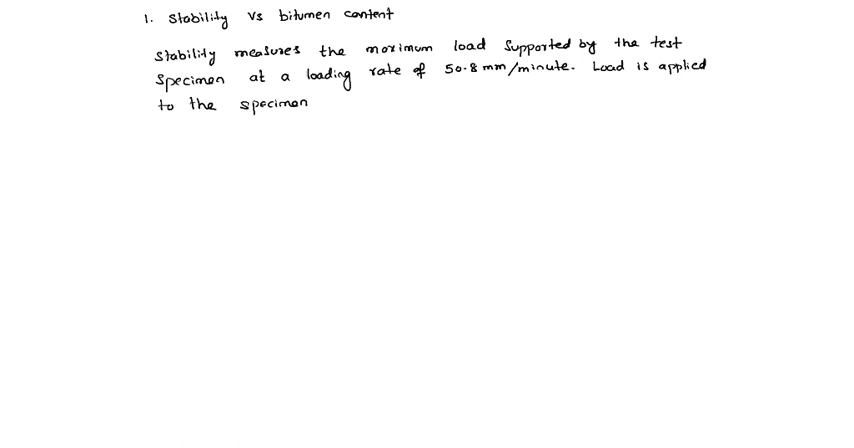 1. Stability Vs bitumen content
Stability measures the maximum load supported by the test
specimen at a loading rate of 50.8 mm/minute. Load is applied
to the specimen